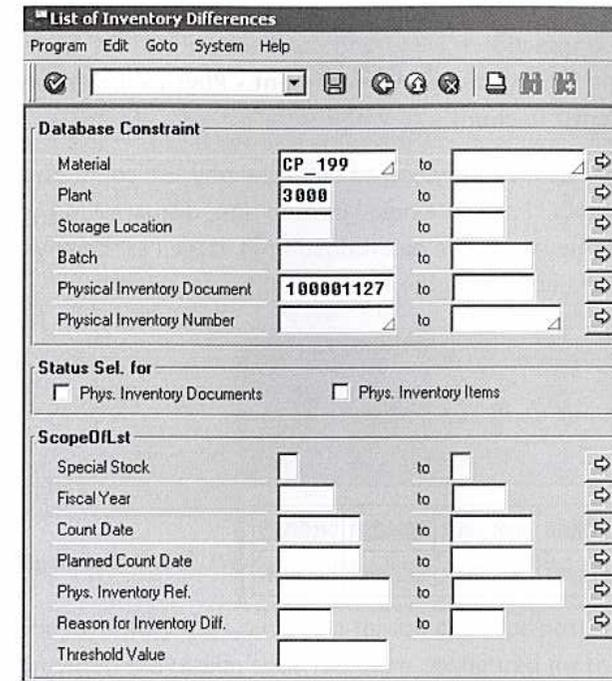 List of Inventory Differences
Program Edit Goto System Help
Database Constraint
Material CP_199 to
Plant 3000 to
Storage Location to
Batch to
Physical Inventory Document 100001127 to
Physical Inventory Number to
Status Sel. for
Phys. Inventory Documents Phys. Inventory Items
ScopeOfLst
Special Stock to
Fiscal Year to
Count Date to
Planned Count Date to
Phys. Inventory Ref. to
Reason for Inventory Diff. to
Threshold Value